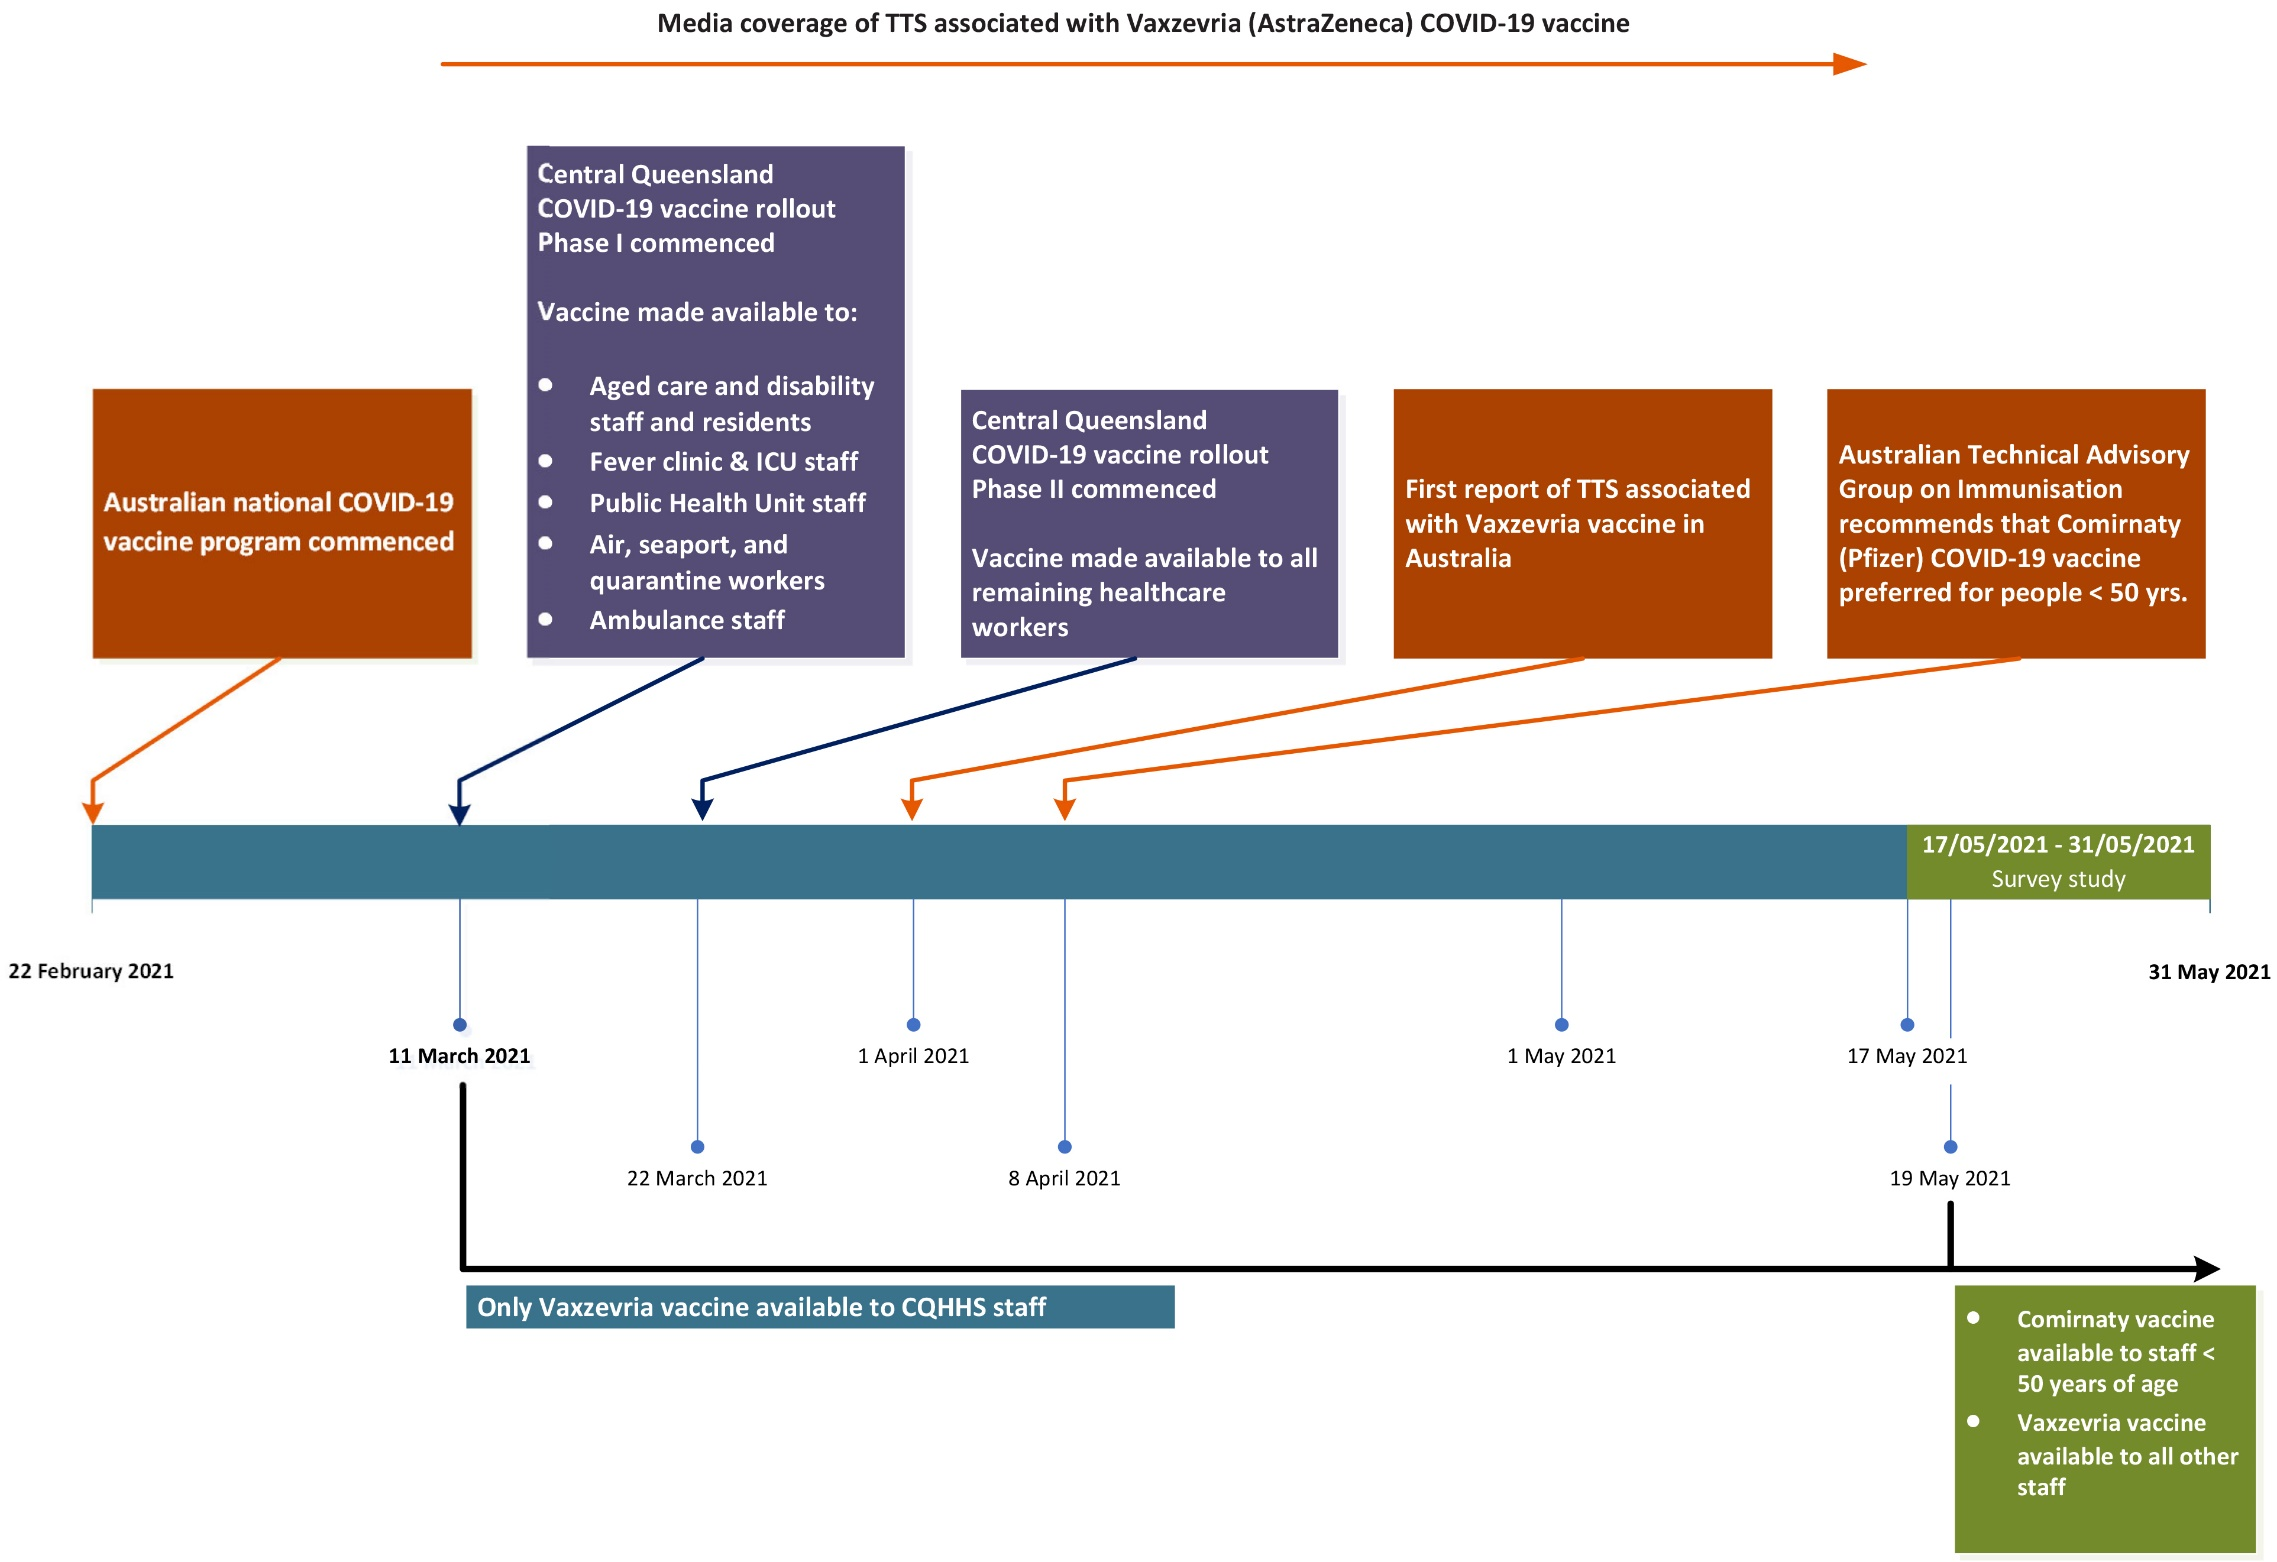 Media coverage of TTS associated with Vaxzevria (AstraZeneca) COVID-19 vaccine
Australian national COVID-19
vaccine program commenced
Central Queensland
COVID-19 vaccine rollout
Phase I commenced
Vaccine made available to:
● Aged care and disability
staff and residents
● Fever clinic & ICU staff
● Public Health Unit staff
● Air, seaport, and
quarantine workers
● Ambulance staff
Central Queensland
COVID-19 vaccine rollout
Phase II commenced
Vaccine made available to all
remaining healthcare
workers
First report of TTS associated
with Vaxzevria vaccine in
Australia
Australian Technical Advisory
Group on Immunisation
recommends that Comirnaty
(Pfizer) COVID-19 vaccine
preferred for people < 50 yrs.
17/05/2021 - 31/05/2021
Survey study
22 February 2021
31 May 2021
11 March 2021
1 April 2021
1 May 2021
17 May 2021
22 March 2021
8 April 2021
19 May 2021
Only Vaxzevria vaccine available to CQHHS staff
● Comirnaty vaccine
available to staff <
50 years of age
● Vaxzevria vaccine
available to all other
staff